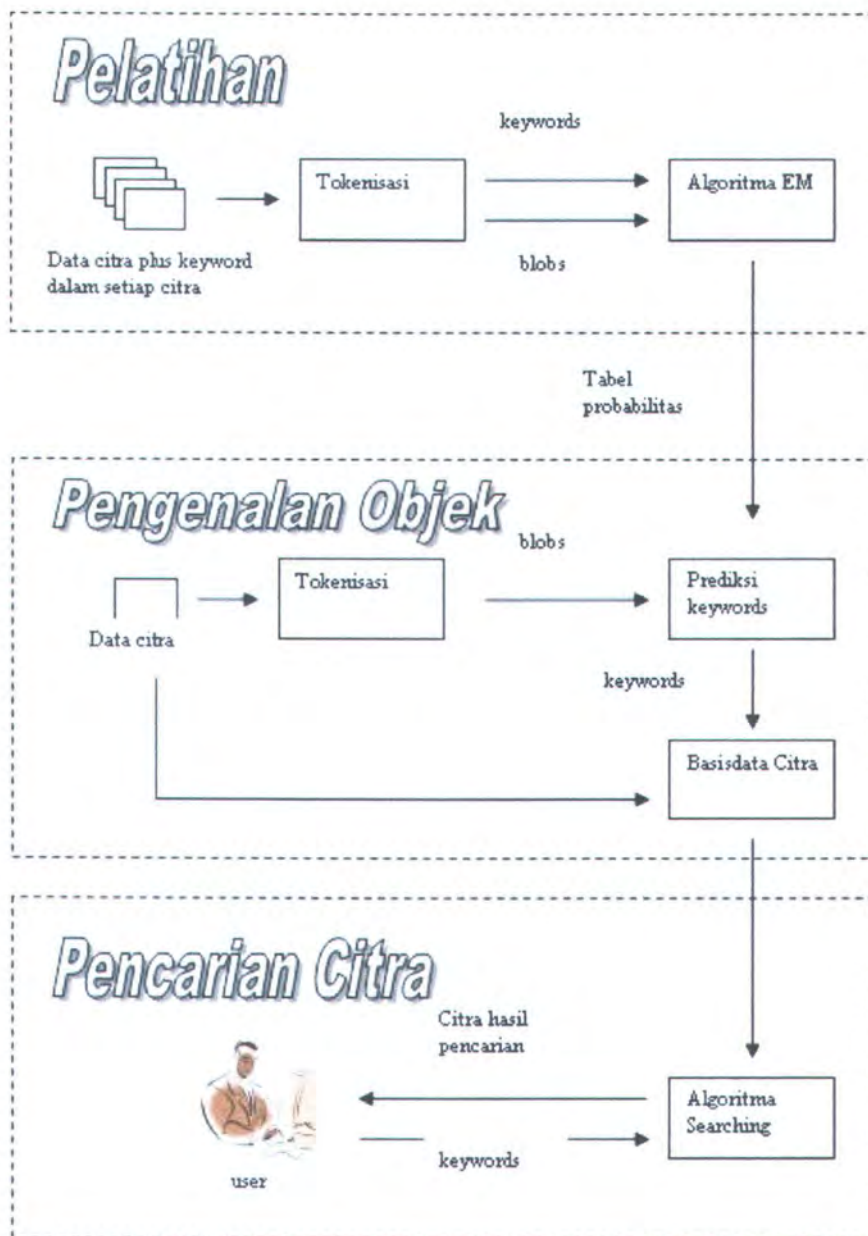 Pelatihan
keywords
Tokenisasi
Algoritma EM
Data citra plus keyword
dalam setiap citra
blobs
Tabel
probabilitas
Pengenalan Objek
blobs
Tokenisasi
Prediksi
keywords
Data citra
keywords
Basisdata Citra
Pencarian Citra
Citra hasil
pencarian
Algoritma
Searching
keywords
user